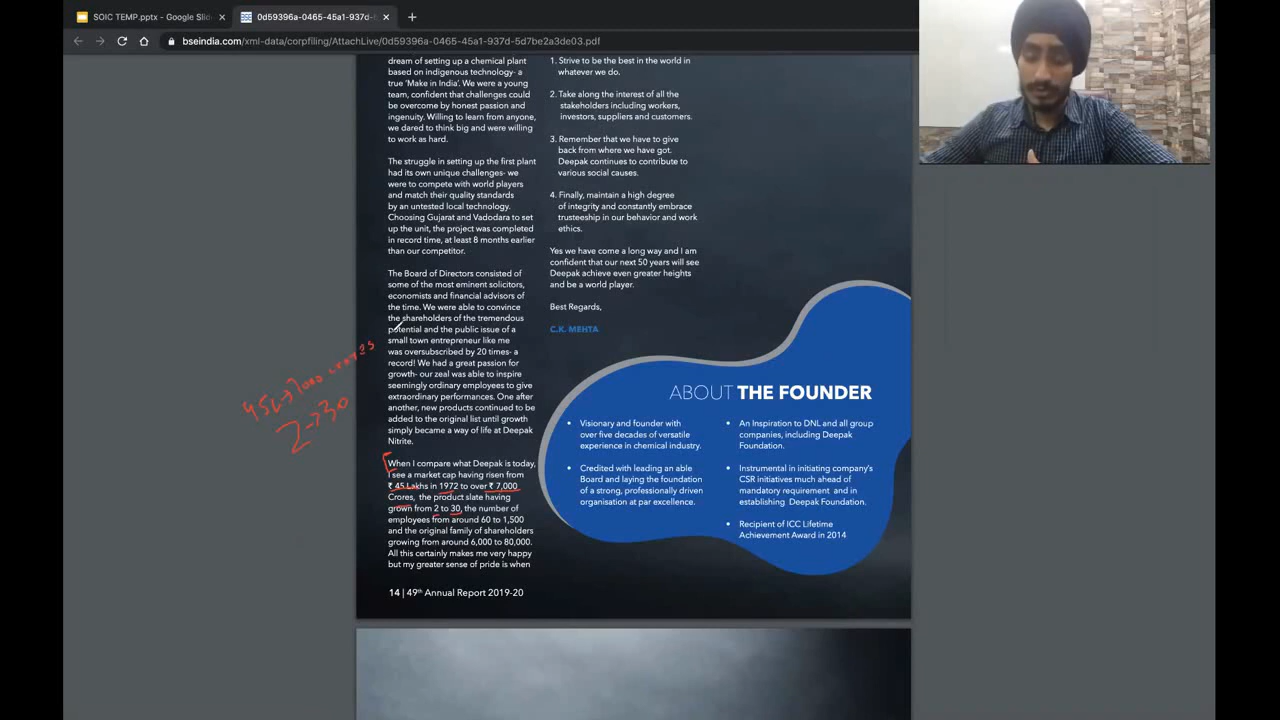 SOIC TEMP.pptx - Google Slid
0d59396a-0465-45a1-937d-
bseindia.com/xml-data/corpfiling/AttachLive/0d59396a-0465-45a1-937d-5d7be2a3de03.pdf
dream of setting up a chemical plant
based on indigenous technology- a
true 'Make in India'. We were a young
team, confident that challenges could
be overcome by honest passion and
ingenuity. Willing to learn from anyone,
we dared to think big and were willing
to work as hard.
The struggle in setting up the first plant
had its own unique challenges- we
were to compete with world players
and match their quality standards
by an untested local technology.
Choosing Gujarat and Vadodara to set
up the unit, the project was completed
in record time, at least 8 months earlier
than our competitor.
The Board of Directors consisted of
some of the most eminent solicitors,
economists and financial advisors of
the time. We were able to convince
the shareholders of the tremendous
potential and the public issue of a
small town entrepreneur like me
was oversubscribed by 20 times- a
record! We had a great passion for
growth- our zeal was able to inspire
seemingly ordinary employees to give
extraordinary performances. One after
another, new products continued to be
added to the original list until growth
simply became a way of life at Deepak
Nitrite.
When I compare what Deepak is today,
I see a market cap having risen from
₹ 45 Lakhs in 1972 to over ₹ 7,000
Crores, the product slate having
grown from 2 to 30, the number of
employees from around 60 to 1,500
and the original family of shareholders
growing from around 6,000 to 80,000.
All this certainly makes me very happy
but my greater sense of pride is when
14 | 49th Annual Report 2019-20
45L→7000 crores
2→30
1. Strive to be the best in the world in
whatever we do.
2. Take along the interest of all the
stakeholders including workers,
investors, suppliers and customers.
3. Remember that we have to give
back from where we have got.
Deepak continues to contribute to
various social causes.
4. Finally, maintain a high degree
of integrity and constantly embrace
trusteeship in our behavior and work
ethics.
Yes we have come a long way and I am
confident that our next 50 years will see
Deepak achieve even greater heights
and be a world player.
Best Regards,
C.K. MEHTA
ABOUT THE FOUNDER
• Visionary and founder with
over five decades of versatile
experience in chemical industry.
• Credited with leading an able
Board and laying the foundation
of a strong, professionally driven
organisation at par excellence.
• An Inspiration to DNL and all group
companies, including Deepak
Foundation.
• Instrumental in initiating company's
CSR initiatives much ahead of
mandatory requirement and in
establishing Deepak Foundation.
• Recipient of ICC Lifetime
Achievement Award in 2014